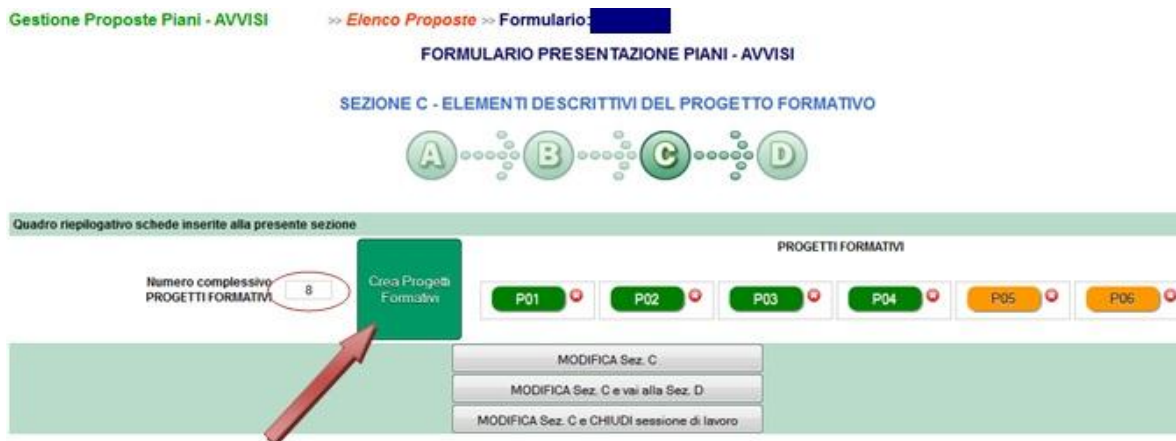 Gestione Proposte Piani - AVVISI >> Elenco Proposte >> Formulario:
FORMULARIO PRESENTAZIONE PIANI - AVVISI
SEZIONE C - ELEMENTI DESCRITTIVI DEL PROGETTO FORMATIVO
A B C D
Quadro riepilogativo schede inserite alla presente sezione
PROGETTI FORMATIVI
Numero complessivo
PROGETTI FORMATIVI
8
Crea Progetti
Formativi
P01 P02 P03 P04 P05 P06
MODIFICA Sez. C
MODIFICA Sez. C e vai alla Sez. D
MODIFICA Sez. C e CHIUDI sessione di lavoro